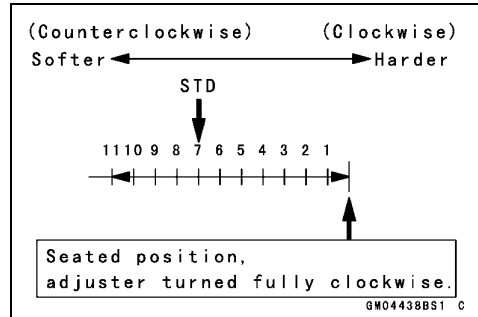 (Counterclockwise) (Clockwise)
Softer Harder
STD
11 10 9 8 7 6 5 4 3 2 1
Seated position,
adjuster turned fully clockwise.
GM04438BS1 C